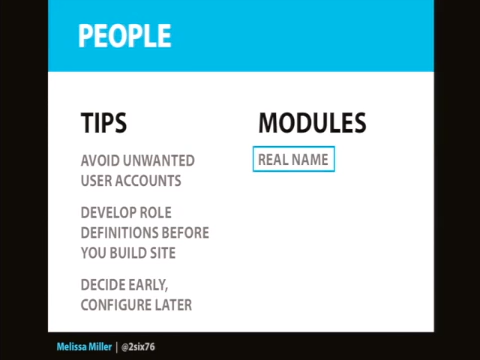 PEOPLE
TIPS
AVOID UNWANTED
USER ACCOUNTS
DEVELOP ROLE
DEFINITIONS BEFORE
YOU BUILD SITE
DECIDE EARLY,
CONFIGURE LATER
MODULES
REAL NAME
Melissa Miller | @2six76